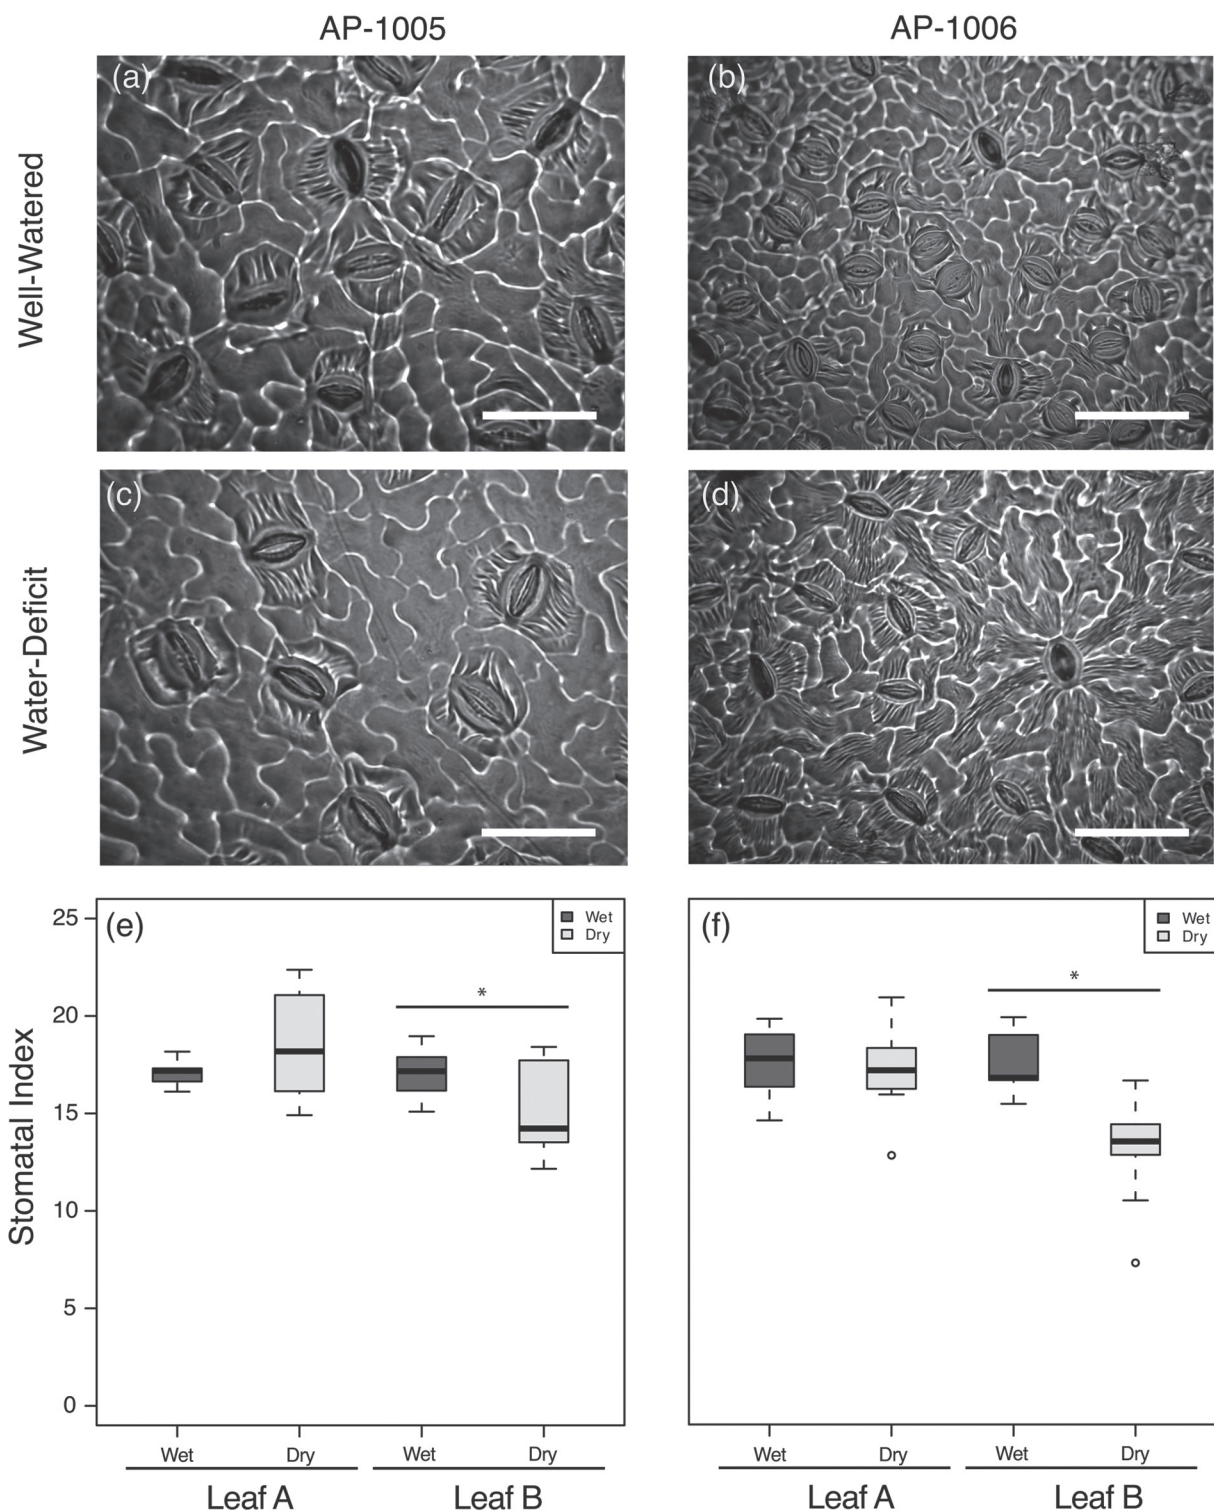 AP-1005 AP-1006
(a) (b)
Well-Watered
(c) (d)
Water-Deficit
(e) (f)
Wet
Dry
Wet
Dry
*
*
25
20
15
10
5
0
Stomatal Index
Wet Dry Wet Dry
Leaf A Leaf B
Wet Dry Wet Dry
Leaf A Leaf B